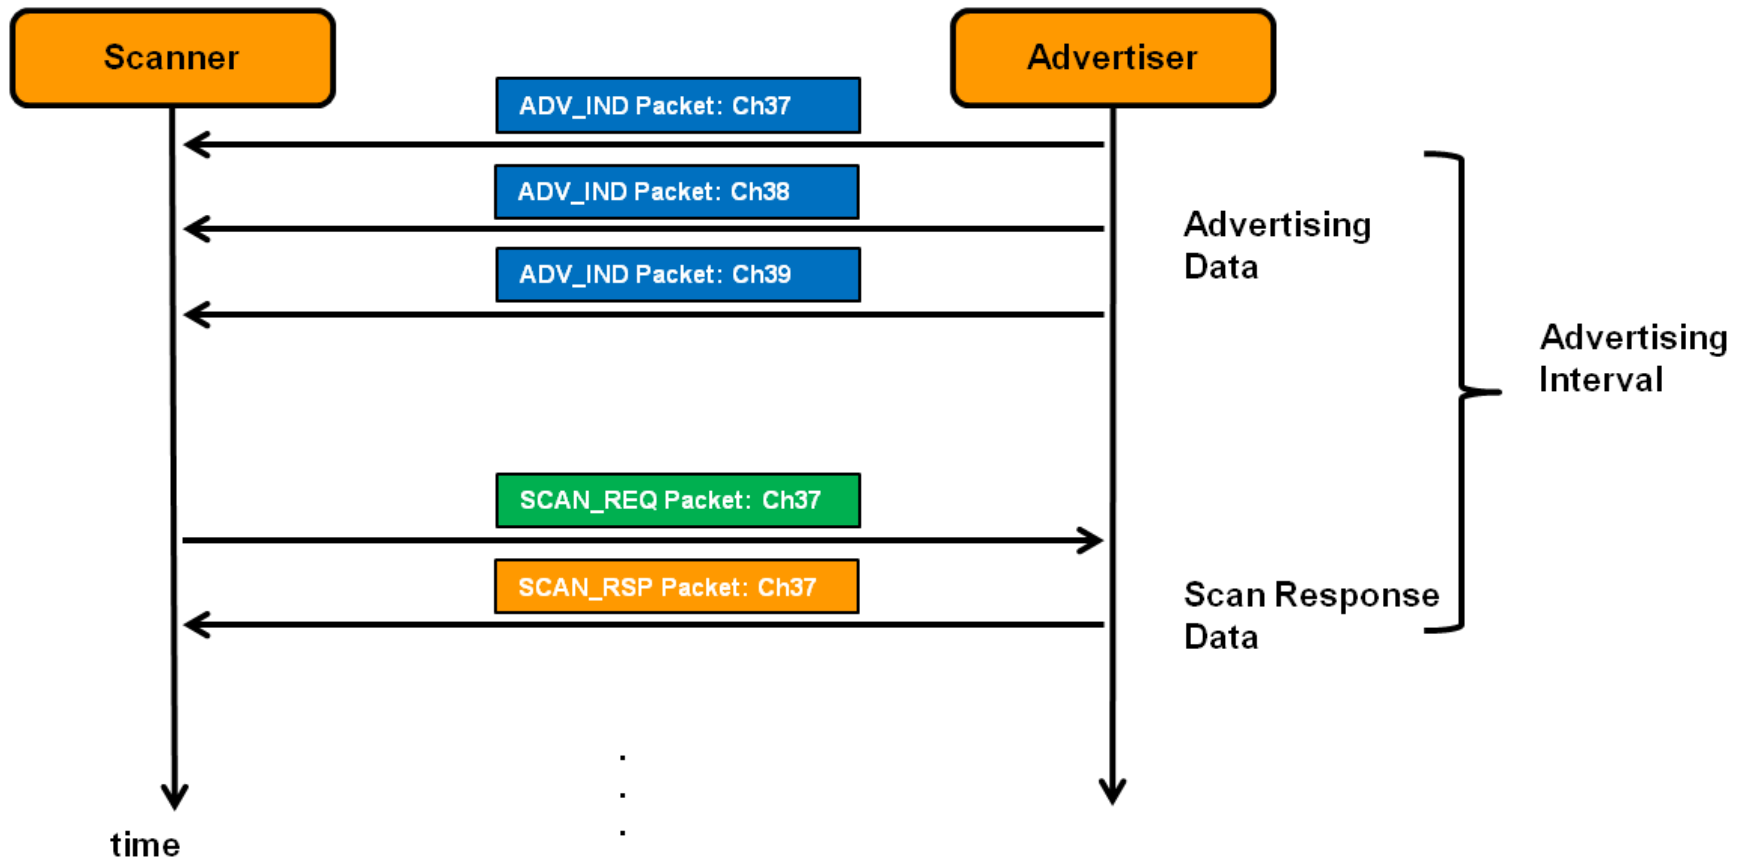 Scanner
Advertiser
ADV_IND Packet: Ch37
ADV_IND Packet: Ch38
ADV_IND Packet: Ch39
Advertising
Data
Advertising
Interval
SCAN_REQ Packet: Ch37
SCAN_RSP Packet: Ch37
Scan Response
Data
.
.
.
time